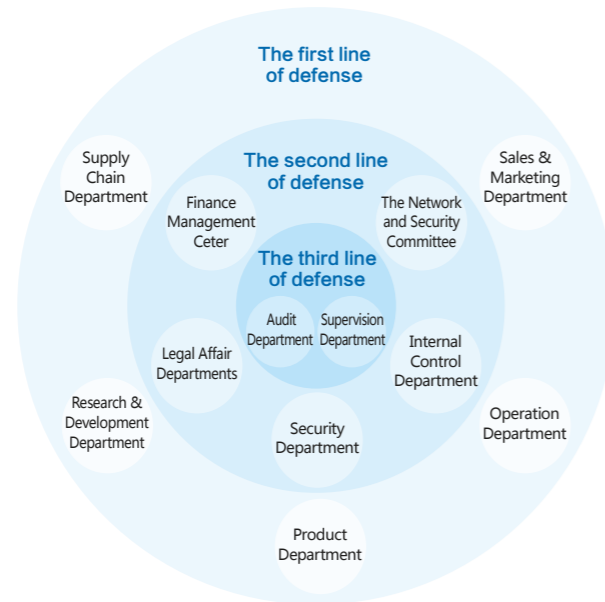 The first line
of defense
Supply
Chain
Department
Sales &
Marketing
Department
The second line
of defense
Finance
Management
Ceter
The Network
and Security
Committee
The third line
of defense
Audit
Department
Supervision
Department
Legal Affair
Departments
Internal
Control
Department
Research &
Development
Department
Security
Department
Operation
Department
Product
Department